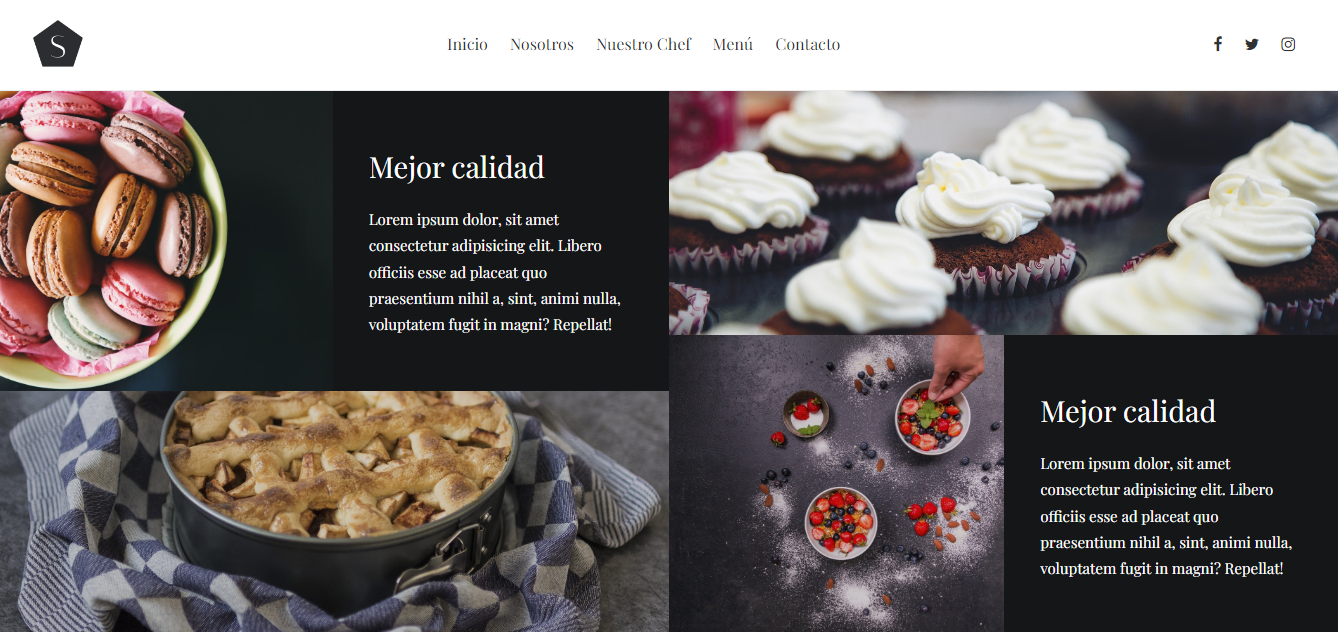 S
Inicio Nosotros Nuestro Chef Menú Contacto
Mejor calidad
Lorem ipsum dolor, sit amet
consectetur adipisicing elit. Libero
officiis esse ad placeat quo
praesentium nihil a, sint, animi nulla,
voluptatem fugit in magni? Repellat!
Mejor calidad
Lorem ipsum dolor, sit amet
consectetur adipisicing elit. Libero
officiis esse ad placeat quo
praesentium nihil a, sint, animi nulla,
voluptatem fugit in magni? Repellat!